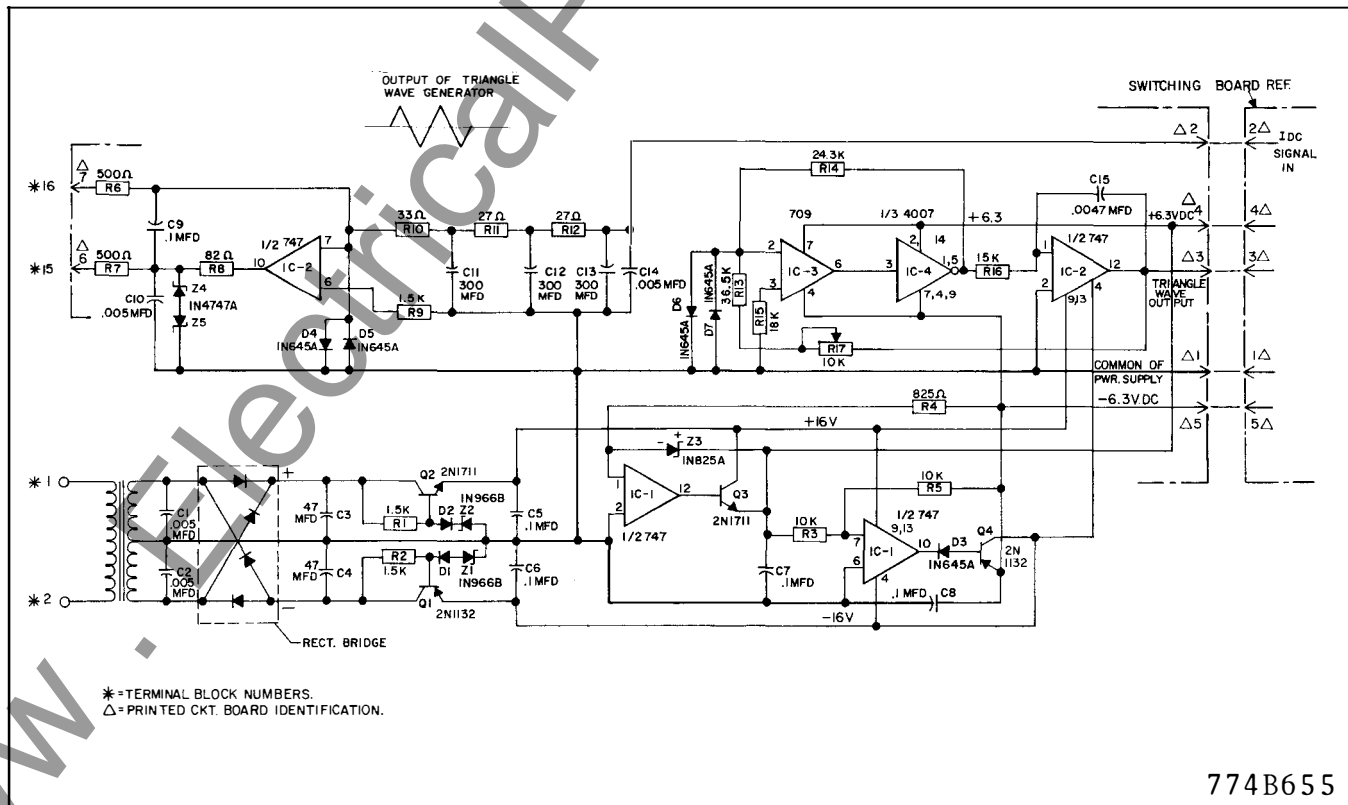 www.ElectricalP
OUTPUT OF TRIANGLE
WAVE GENERATOR
SWITCHING BOARD REF.
△2
2△
IDC
SIGNAL
IN
✳16
△
7
500Ω
R6
C9
.1MFD
✳15
△
6
500Ω
R7
82Ω
R8
10
1/2 747
IC-2
7
6
C10
.005MFD
Z4
IN4747A
Z5
D4
IN645A
D5
IN645A
1.5K
R9
33Ω
R10
27Ω
R11
27Ω
R12
C11
300
MFD
C12
300
MFD
C13
300
MFD
C14
.005 MFD
24.3K
R14
709
1/3 4007
+6.3
D6
IN645A
D7
IN645A
36.5K
R13
R15
18K
2
3
7
4
6
IC-3
3
2,
14
IC-4
1,5
7,4,9
15K
R16
R17
10K
C15
.0047 MFD
1/2 747
1
2
IC-2
12
9,13
4
△
4
+6.3VDC
4△
△3
3△
TRIANGLE
WAVE
OUTPUT
COMMON OF
PWR. SUPPLY
△1
1△
-6.3V.DC
△5
5△
825Ω
R4
+16V
✳1
✳2
C1
.005
MFD
C2
.005
MFD
+
−
RECT. BRIDGE
47
MFD
C3
47
MFD
C4
Q2
2N1711
1.5K
R1
D2
Z2
IN966B
R2
1.5K
D1
Z1
IN966B
Q1
2N1132
C5
.1MFD
C6
.1MFD
-
+
Z3
IN825A
1
2
IC-1
12
1/2 747
Q3
2N1711
10K
R3
C7
.1MFD
10K
R5
1/2 747
9,13
7
6
IC-1
10
4
D3
IN645A
Q4
2N
1132
.1MFD
C8
-16V
✳=TERMINAL BLOCK NUMBERS.
△=PRINTED CKT. BOARD IDENTIFICATION.
774B655